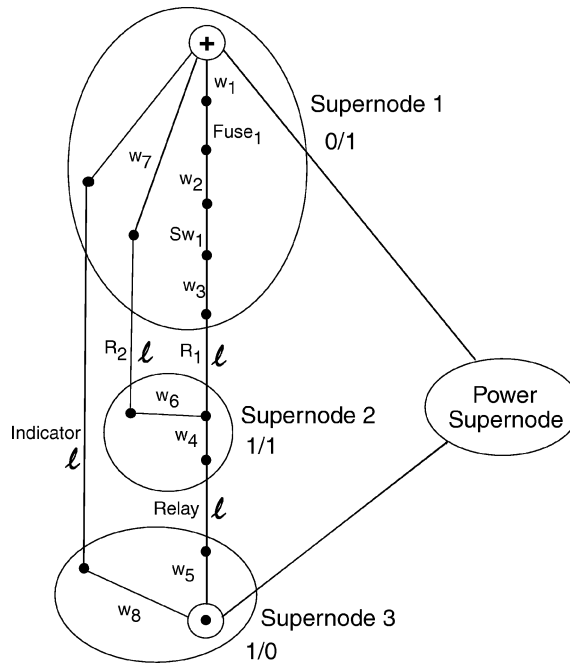 +
w1
Fuse1
Supernode 1
0/1
w7
w2
Sw1
w3
R2 ℓ
R1 ℓ
w6
Supernode 2
1/1
w4
Power
Supernode
Indicator
ℓ
Relay ℓ
w5
w8
Supernode 3
1/0